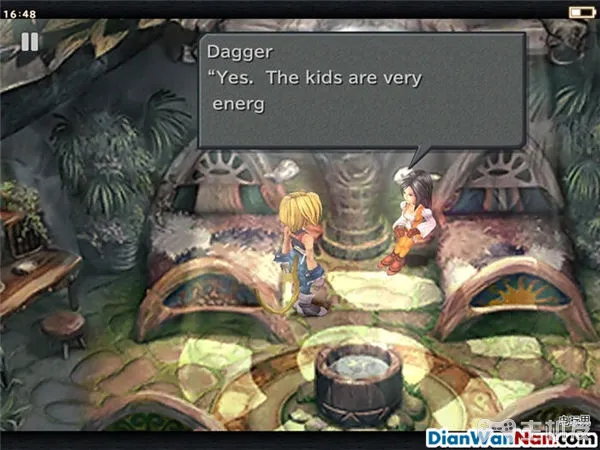 16:48
Dagger
“Yes. The kids are very
energ
DianWanNan.com